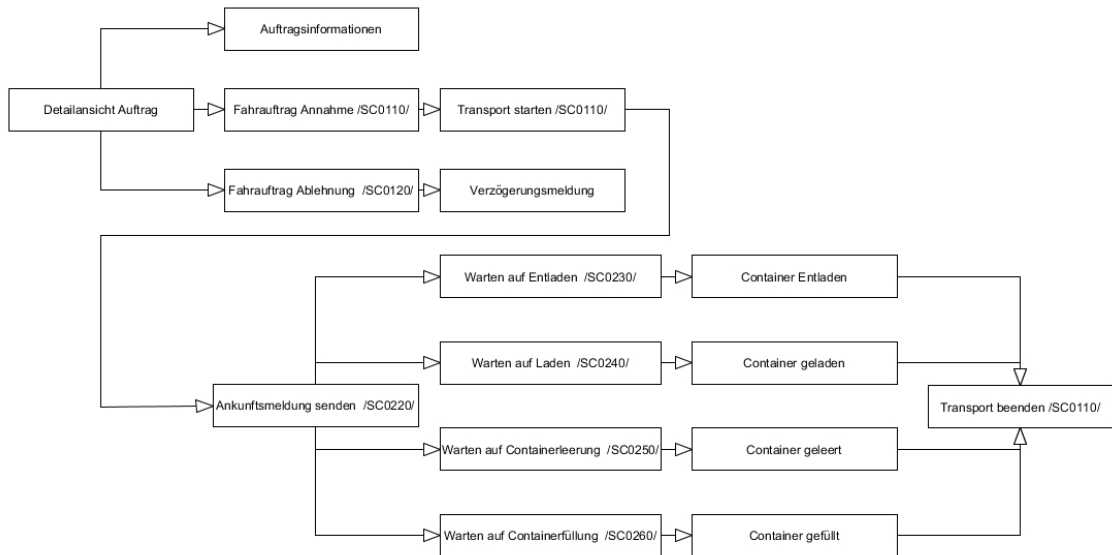 Auftragsinformationen
Detailansicht Auftrag
Fahrauftrag Annahme /SC0110/
Transport starten /SC0110/
Fahrauftrag Ablehnung /SC0120/
Verzögerungsmeldung
Warten auf Entladen /SC0230/
Container Entladen
Warten auf Laden /SC0240/
Container geladen
Ankunftsmeldung senden /SC0220/
Transport beenden /SC0110/
Warten auf Containerleerung /SC0250/
Container geleert
Warten auf Containerfüllung /SC0260/
Container gefüllt